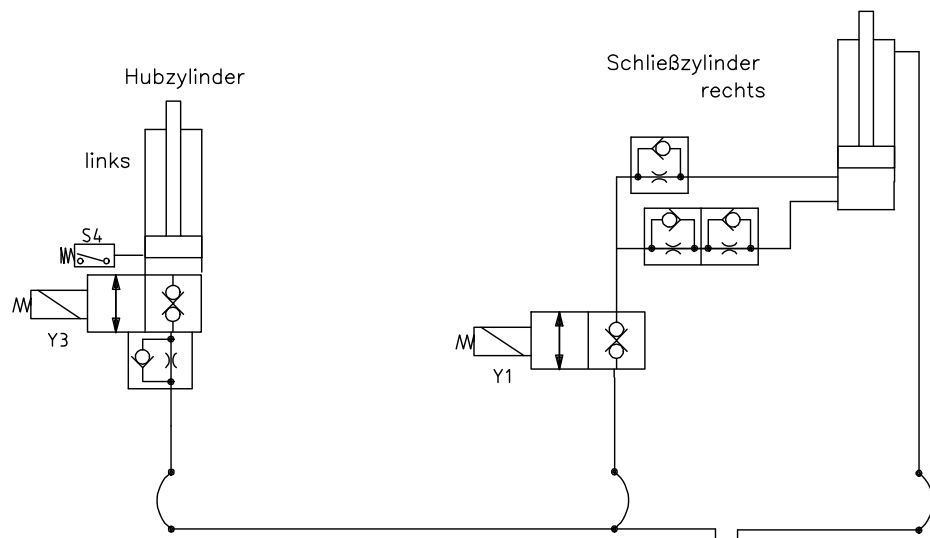 Hubzylinder
links
S4
Y3
Schließzylinder
rechts
Y1